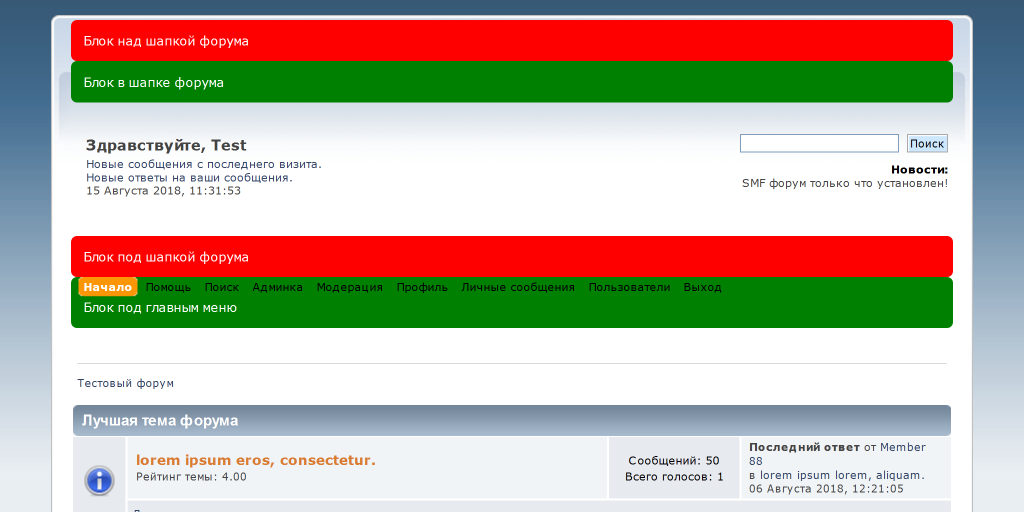 Блок над шапкой форума
Блок в шапке форума
Здравствуйте, Test
Новые сообщения с последнего визита.
Новые ответы на ваши сообщения.
15 Августа 2018, 11:31:53
Поиск
Новости:
SMF форум только что установлен!
Блок под шапкой форума
Начало Помощь Поиск Админка Модерация Профиль Личные сообщения Пользователи Выход
Блок под главным меню
Тестовый форум
Лучшая тема форума
lorem ipsum eros, consectetur.
Рейтинг темы: 4.00
Сообщений: 50
Всего голосов: 1
Последний ответ от Member
88
в lorem ipsum lorem, aliquam.
06 Августа 2018, 12:21:05